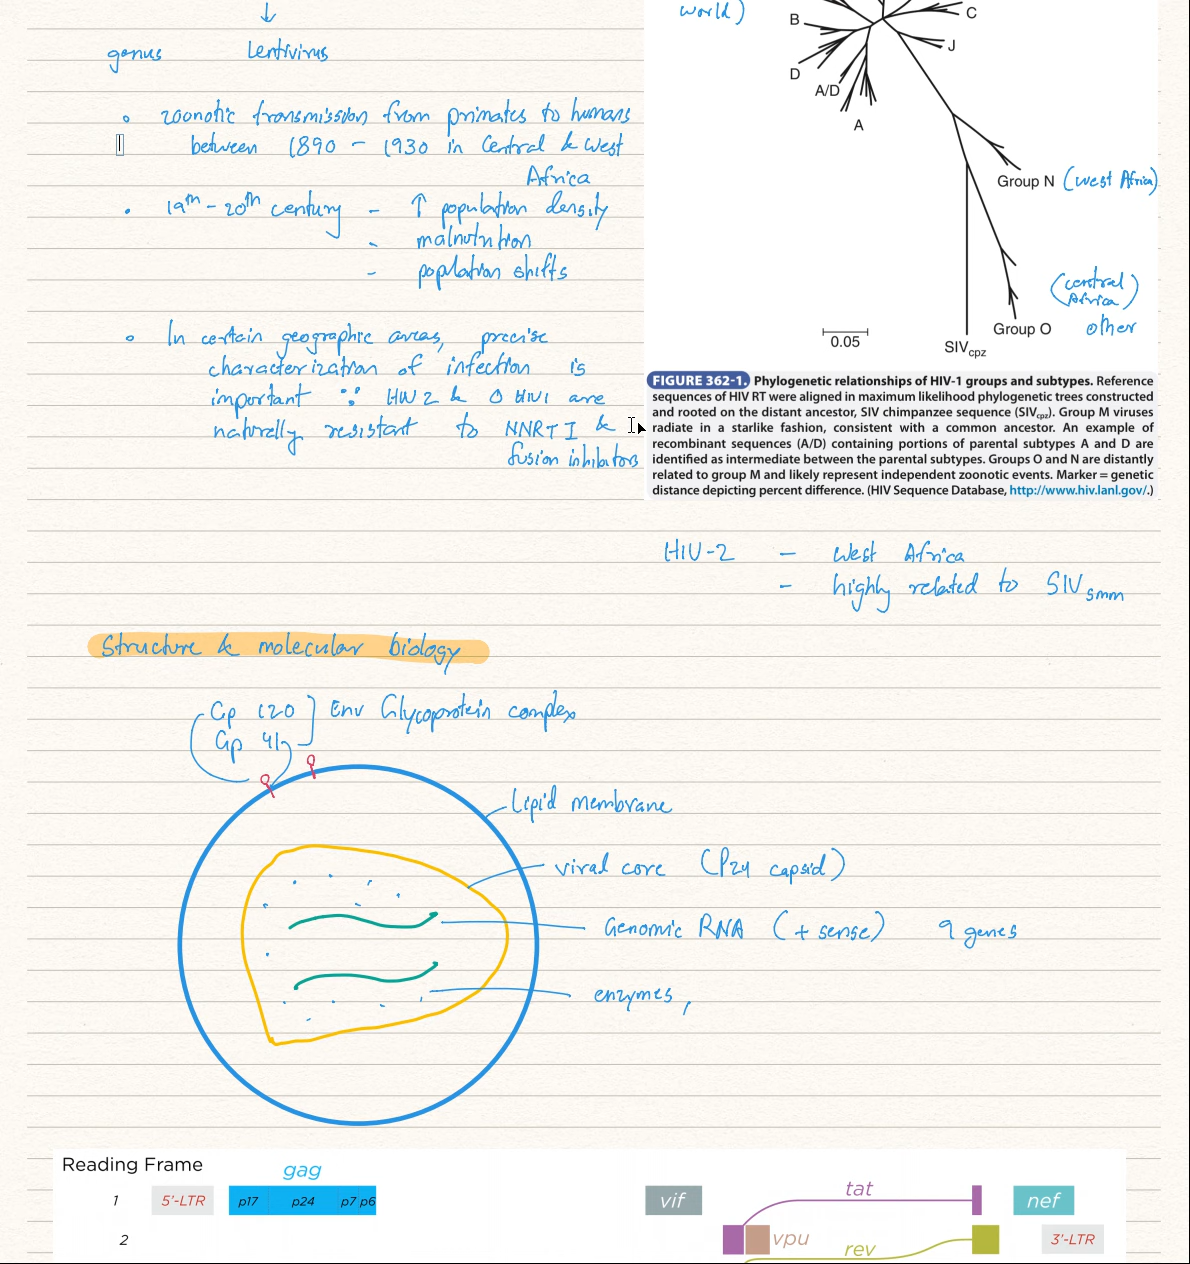 genus lentivirus
• zoonotic transmission from primates to humans
between 1890 - 1930 in Central & West
Africa
• 19th - 20th century - ↑ population density
- malnutrition
- population shifts
• In certain geographic areas, precise
characterization of infection is
important ∵ HIV 2 & O HIV1 are
naturally resistant to NNRTI &
fusion inhibitors
world)
B
C
J
D
A/D
A
Group N (West Africa)
(central
Africa)
Group O other
0.05
SIVcpz
FIGURE 362-1. Phylogenetic relationships of HIV-1 groups and subtypes. Reference
sequences of HIV RT were aligned in maximum likelihood phylogenetic trees constructed
and rooted on the distant ancestor, SIV chimpanzee sequence (SIVcpz). Group M viruses
radiate in a starlike fashion, consistent with a common ancestor. An example of
recombinant sequences (A/D) containing portions of parental subtypes A and D are
identified as intermediate between the parental subtypes. Groups O and N are distantly
related to group M and likely represent independent zoonotic events. Marker = genetic
distance depicting percent difference. (HIV Sequence Database, http://www.hiv.lanl.gov/.)
HIV-2 - West Africa
- highly related to SIVsmm
Structure & molecular biology
Gp 120 ] Env Glycoprotein complex
Gp 41
Lipid membrane
viral core (P24 capsid)
Genomic RNA (+ sense) 9 genes
enzymes,
Reading Frame
gag
1 5'-LTR p17 p24 p7 p6 vif tat nef
2 vpu rev 3'-LTR